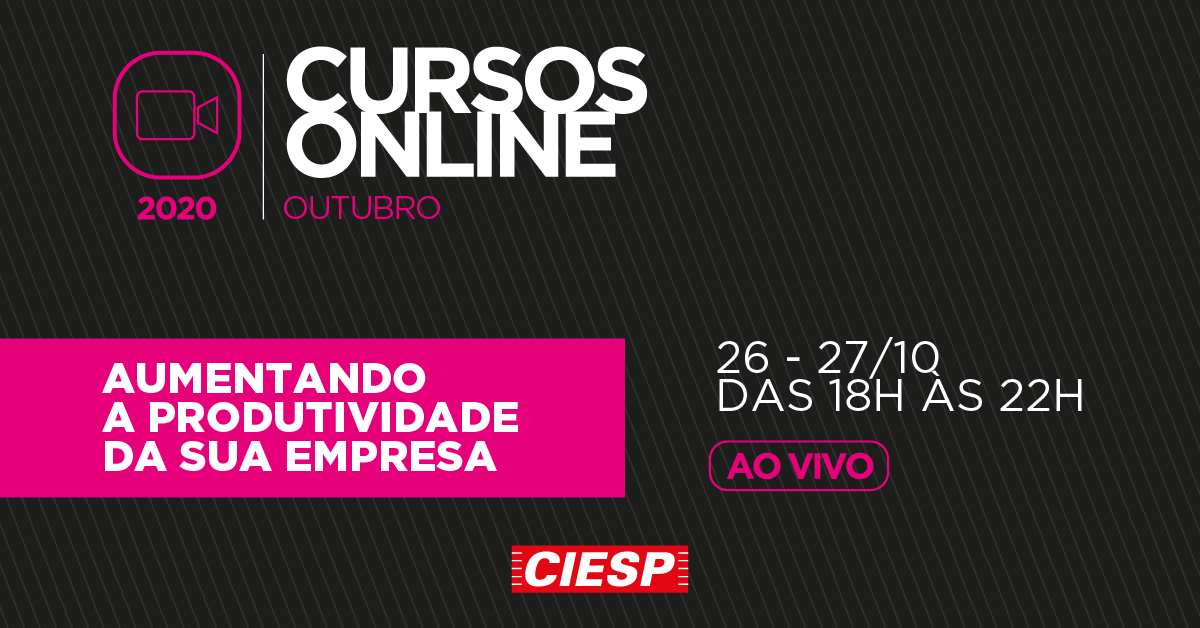 CURSOS
ONLINE
2020
OUTUBRO
AUMENTANDO
A PRODUTIVIDADE
DA SUA EMPRESA
26 - 27/10
DAS 18H ÀS 22H
AO VIVO
CIESP